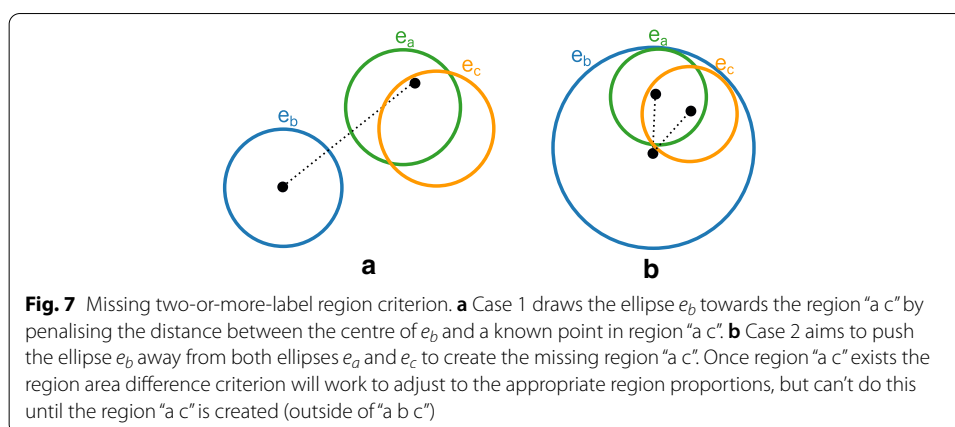 e_a
e_c
e_b
a
e_a
e_b
e_c
b
Fig. 7 Missing two-or-more-label region criterion. a Case 1 draws the ellipse e_b towards the region “a c” by
penalising the distance between the centre of e_b and a known point in region “a c”. b Case 2 aims to push
the ellipse e_b away from both ellipses e_a and e_c to create the missing region “a c”. Once region “a c” exists the
region area difference criterion will work to adjust to the appropriate region proportions, but can’t do this
until the region “a c” is created (outside of “a b c”)